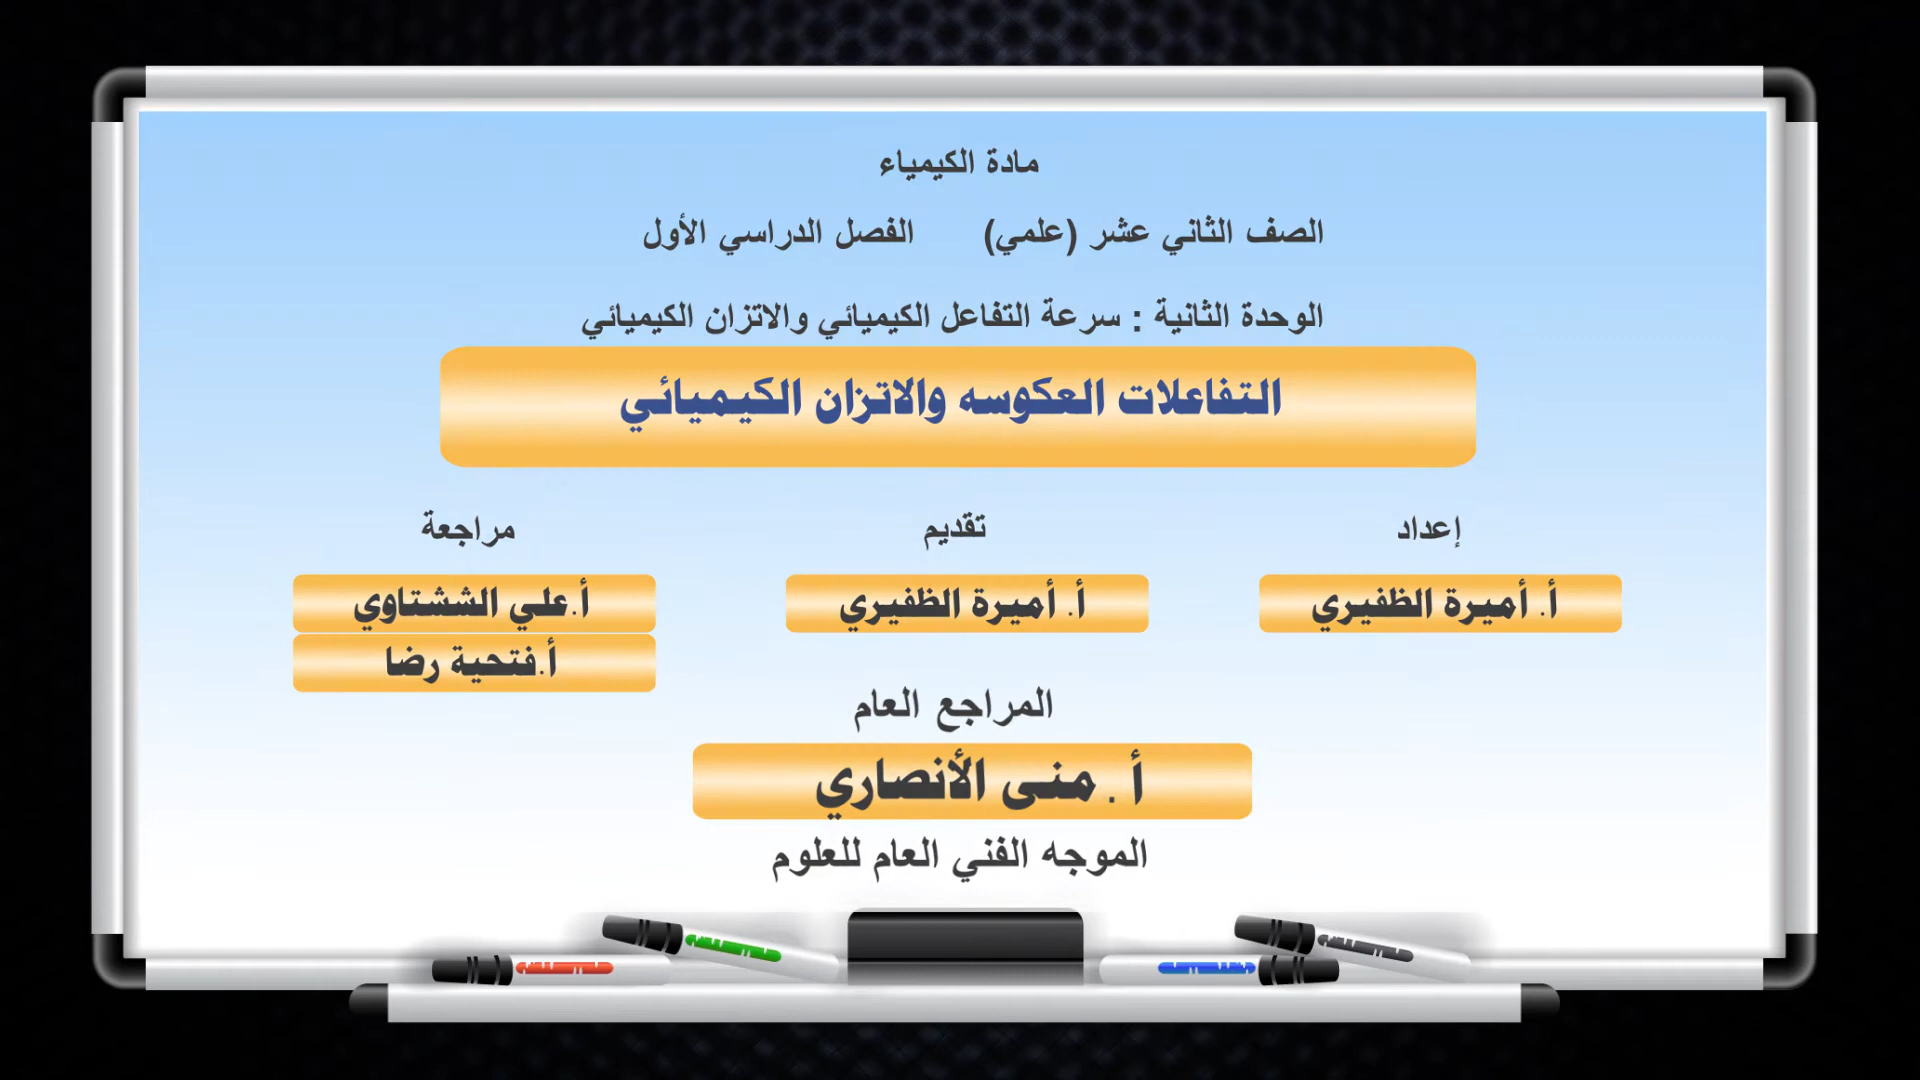 مادة الكيمياء
الصف الثاني عشر (علمي) الفصل الدراسي الأول
الوحدة الثانية : سرعة التفاعل الكيميائي والاتزان الكيميائي
التفاعلات العكوسه والاتزان الكيميائي
إعداد تقديم مراجعة
أ. أميرة الظفيري أ. أميرة الظفيري أ.علي الششتاوي
أ.فتحية رضا
المراجع العام
أ . منى الأنصاري
الموجه الفني العام للعلوم